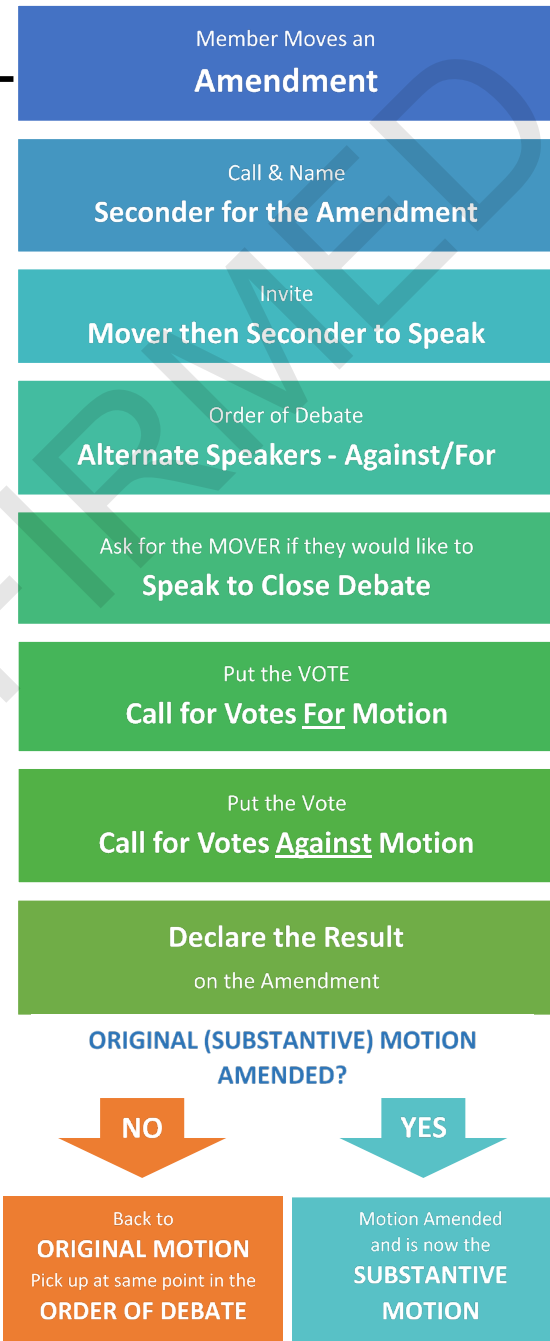 Member Moves an
Amendment
Call & Name
Seconder for the Amendment
Invite
Mover then Seconder to Speak
Order of Debate
Alternate Speakers - Against/For
Ask for the MOVER if they would like to
Speak to Close Debate
Put the VOTE
Call for Votes For Motion
Put the Vote
Call for Votes Against Motion
Declare the Result
on the Amendment
ORIGINAL (SUBSTANTIVE) MOTION
AMENDED?
NO
YES
Back to
ORIGINAL MOTION
Pick up at same point in the
ORDER OF DEBATE
Motion Amended
and is now the
SUBSTANTIVE
MOTION
FIRMED